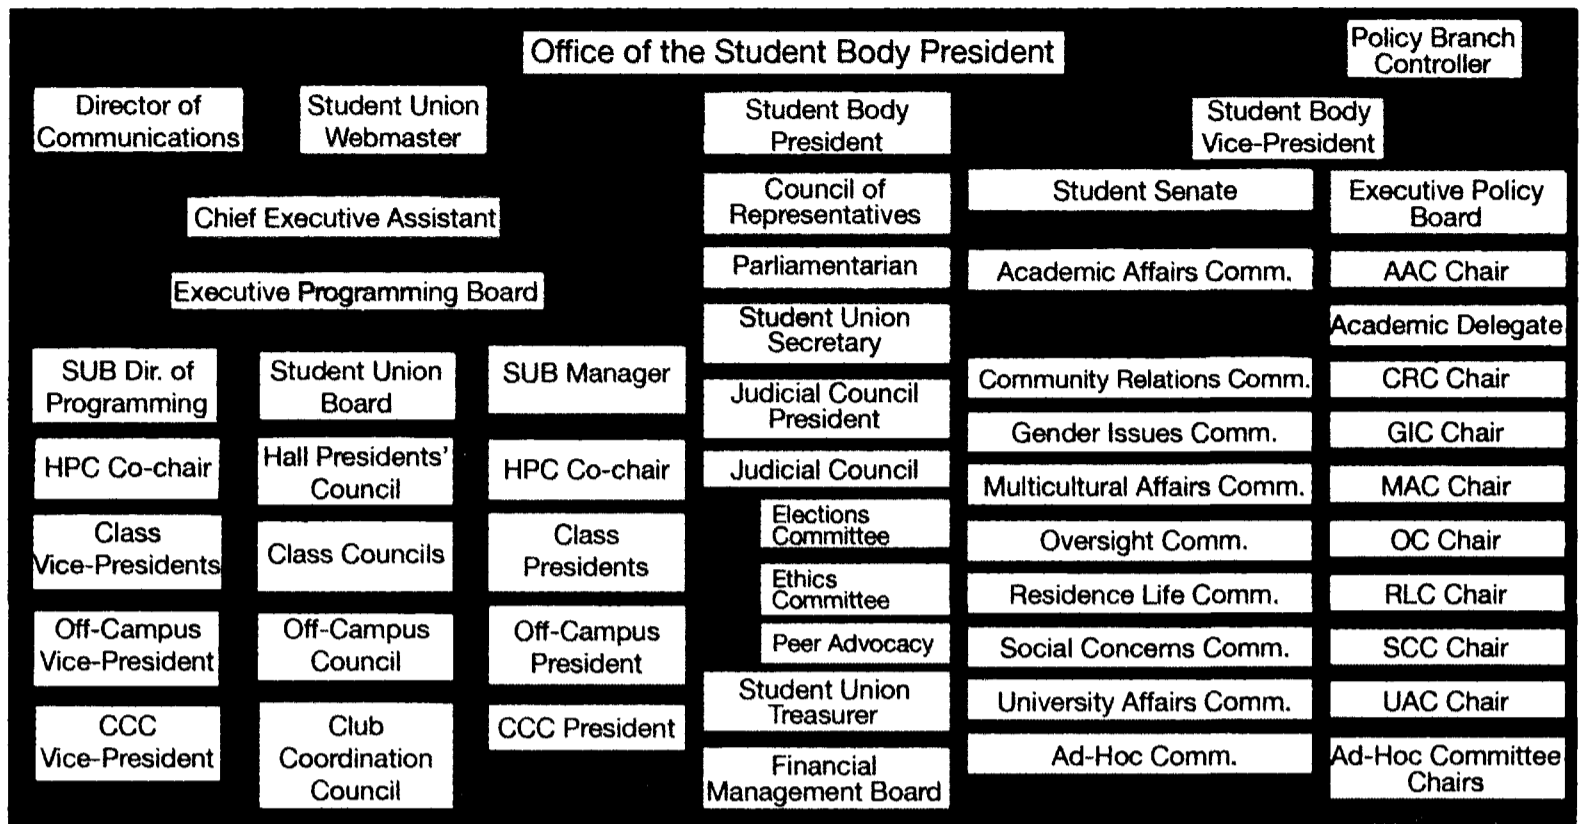 Office of the Student Body President
Policy Branch
Controller
Director of
Communications
Student Union
Webmaster
Student Body
President
Student Body
Vice-President
Chief Executive Assistant
Executive Programming Board
SUB Dir. of
Programming
HPC Co-chair
Class
Vice-Presidents
Off-Campus
Vice-President
CCC
Vice-President
Student Union
Board
Hall Presidents'
Council
Class Councils
Off-Campus
Council
Club
Coordination
Council
SUB Manager
HPC Co-chair
Class
Presidents
Off-Campus
President
CCC President
Council of
Representatives
Parliamentarian
Student Union
Secretary
Judicial Council
President
Judicial Council
Elections
Committee
Ethics
Committee
Peer Advocacy
Student Union
Treasurer
Financial
Management Board
Student Senate
Academic Affairs Comm.
Community Relations Comm.
Gender Issues Comm.
Multicultural Affairs Comm.
Oversight Comm.
Residence Life Comm.
Social Concerns Comm.
University Affairs Comm.
Ad-Hoc Comm.
Executive Policy
Board
AAC Chair
Academic Delegate
CRC Chair
GIC Chair
MAC Chair
OC Chair
RLC Chair
SCC Chair
UAC Chair
Ad-Hoc Committee
Chairs